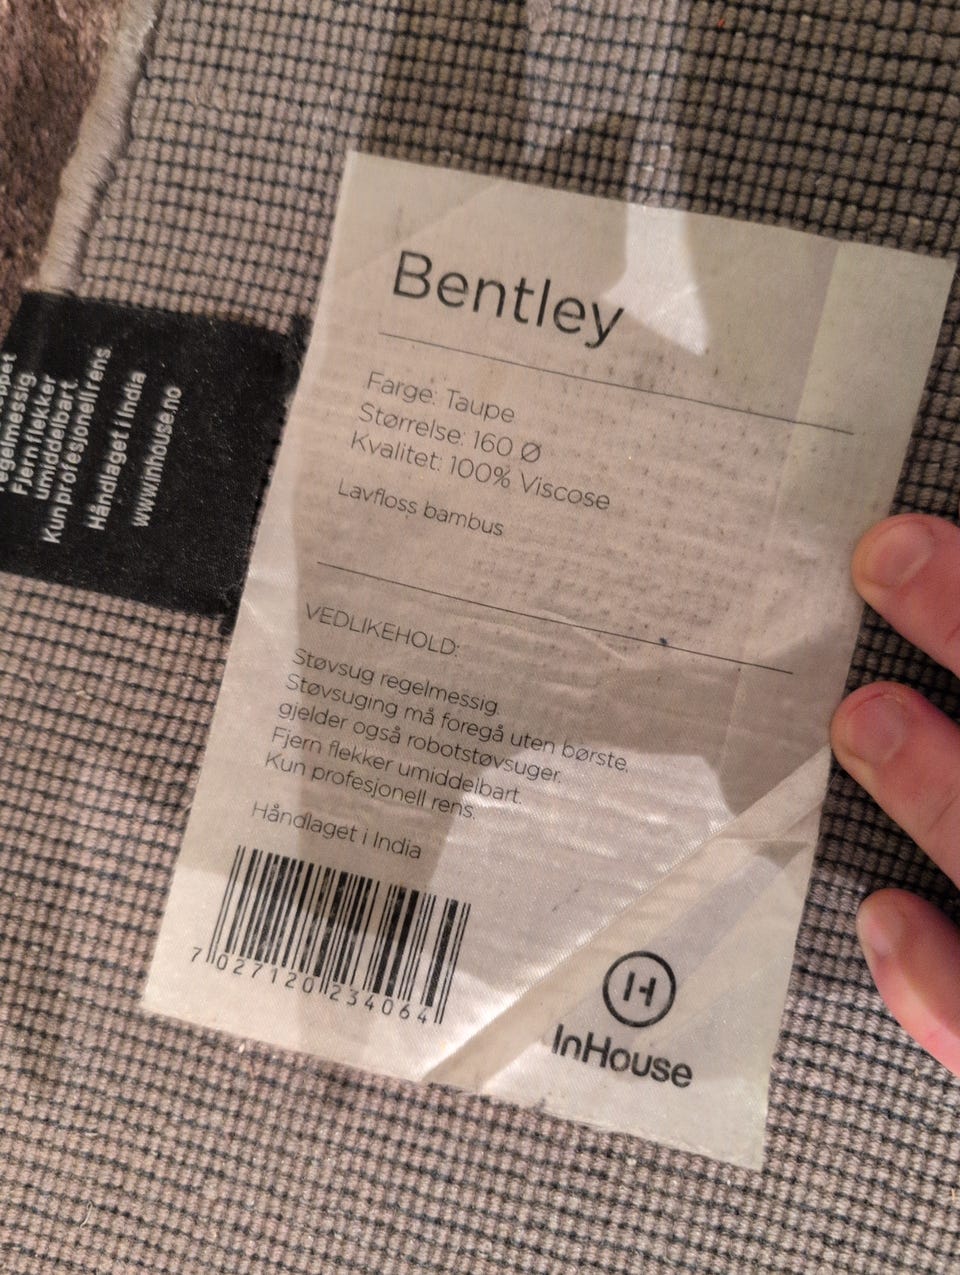 Bentley
Farge: Taupe
Størrelse: 160 Ø
Kvalitet: 100% Viscose
Lavfloss bambus
VEDLIKEHOLD:
Støvsug regelmessig.
Støvsuging må foregå uten børste,
gjelder også robotstøvsuger.
Fjern flekker umiddelbart.
Kun profesjonell rens.
Håndlaget i India
7 027120 234064
H
InHouse
regelmessig.
Fjern flekker
umiddelbart.
Kun profesjonell rens
Håndlaget i India
www.inhouse.no